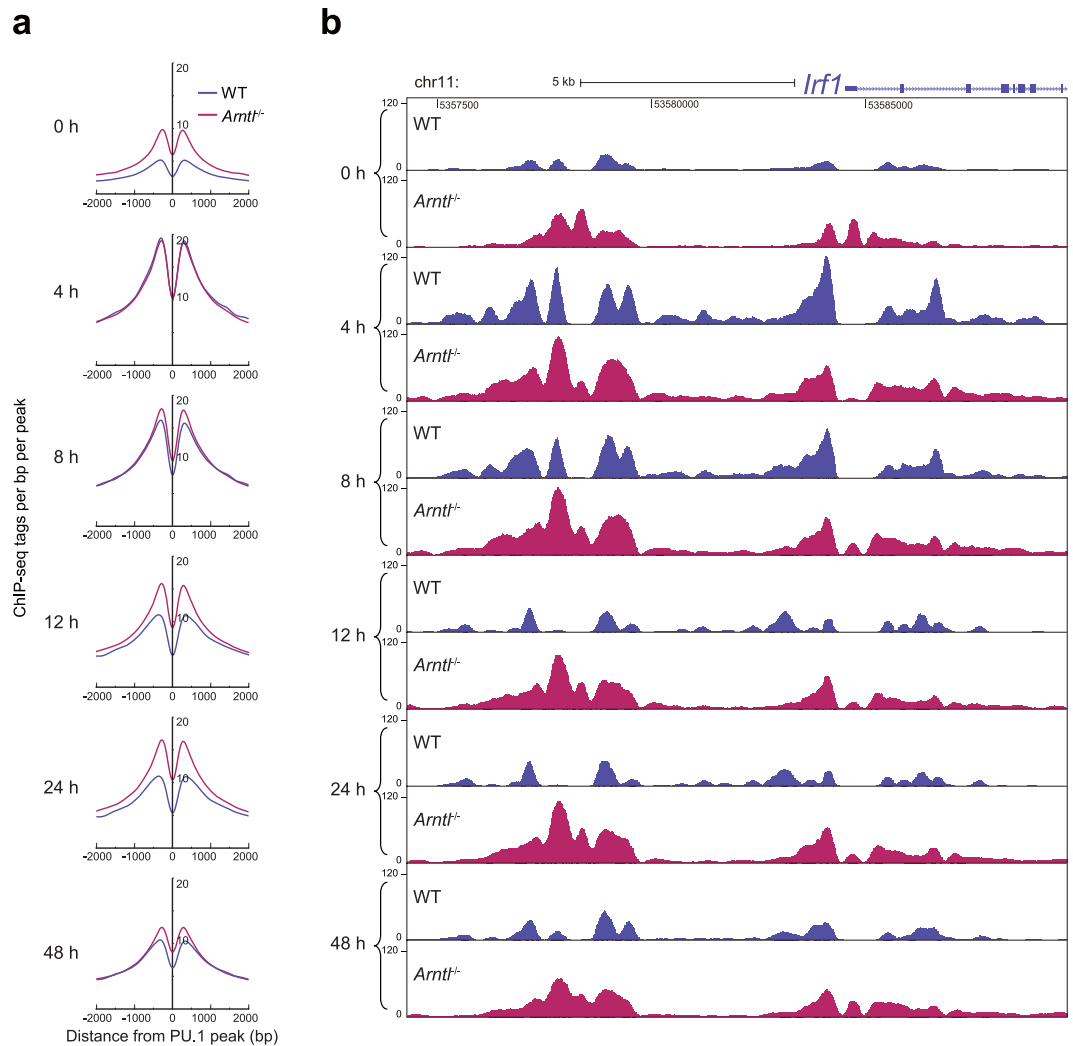 a
ChIP-seq tags per bp per peak
0 h
20
10
WT
Arntl-/-
-2000 -1000 0 1000 2000
4 h
20
10
-2000 -1000 0 1000 2000
8 h
20
10
-2000 -1000 0 1000 2000
12 h
20
10
-2000 -1000 0 1000 2000
24 h
20
10
-2000 -1000 0 1000 2000
48 h
20
10
-2000 -1000 0 1000 2000
Distance from PU.1 peak (bp)
b
chr11:
5 kb
Irf1
53577500 53580000 53585000
0 h
120
WT
0
120
Arntl-/-
0
4 h
120
WT
0
120
Arntl-/-
0
8 h
120
WT
0
120
Arntl-/-
0
12 h
120
WT
0
120
Arntl-/-
0
24 h
120
WT
0
120
Arntl-/-
0
48 h
120
WT
0
120
Arntl-/-
0